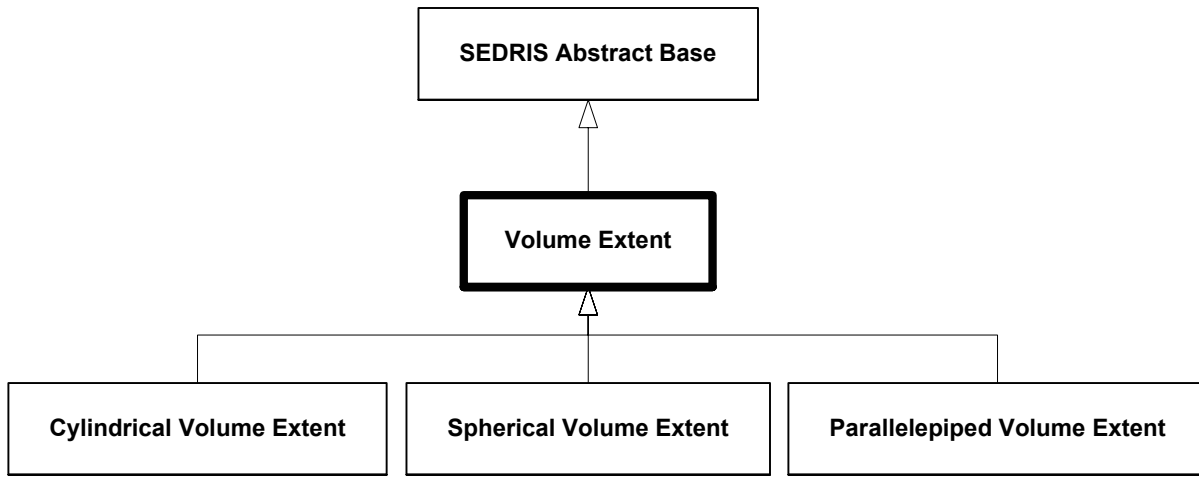 SEDRIS Abstract Base
Volume Extent
Cylindrical Volume Extent
Spherical Volume Extent
Parallelepiped Volume Extent